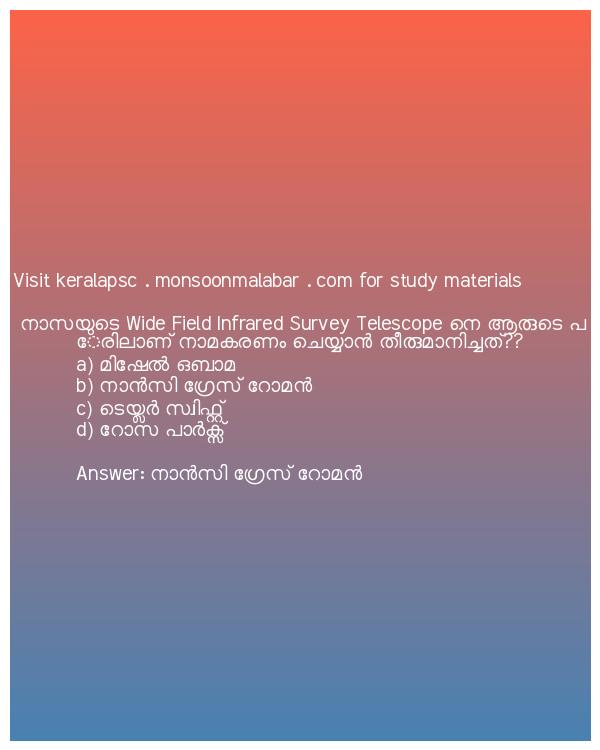 Visit keralapsc . monsoonmalabar . com for study materials
നാസയുടെ Wide Field Infrared Survey Telescope നെ ആരുടെ പ
േരിലാണ് നാമകരണം ചെയ്യാൻ തീരുമാനിച്ചത്??
a) മിഷേൽ ഒബാമ
b) നാൻസി ഗ്രേസ് റോമൻ
c) ടെയ്ലർ സ്വിഫ്റ്റ്
d) റോസ പാർക്സ്
Answer: നാൻസി ഗ്രേസ് റോമൻ